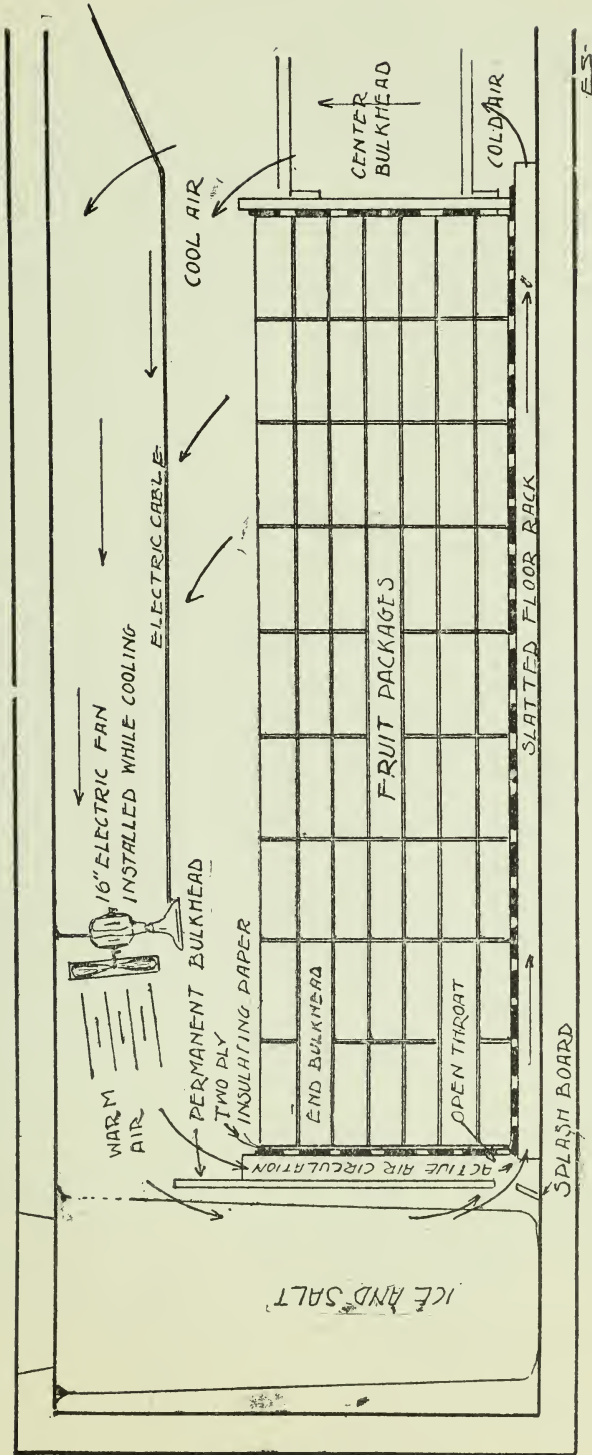 COOL AIR
CENTER
BULKHEAD
COLD AIR
ELECTRIC CABLE
16" ELECTRIC FAN
INSTALLED WHILE COOLING
WARM
AIR
PERMANENT BULKHEAD
TWO PLY
INSULATING PAPER
END BULKHEAD
FRUIT PACKAGES
OPEN THROAT
ACTIVE AIR CIRCULATION
SLATTED FLOOR RACK
SPLASH BOARD
ICE AND SALT
ES-